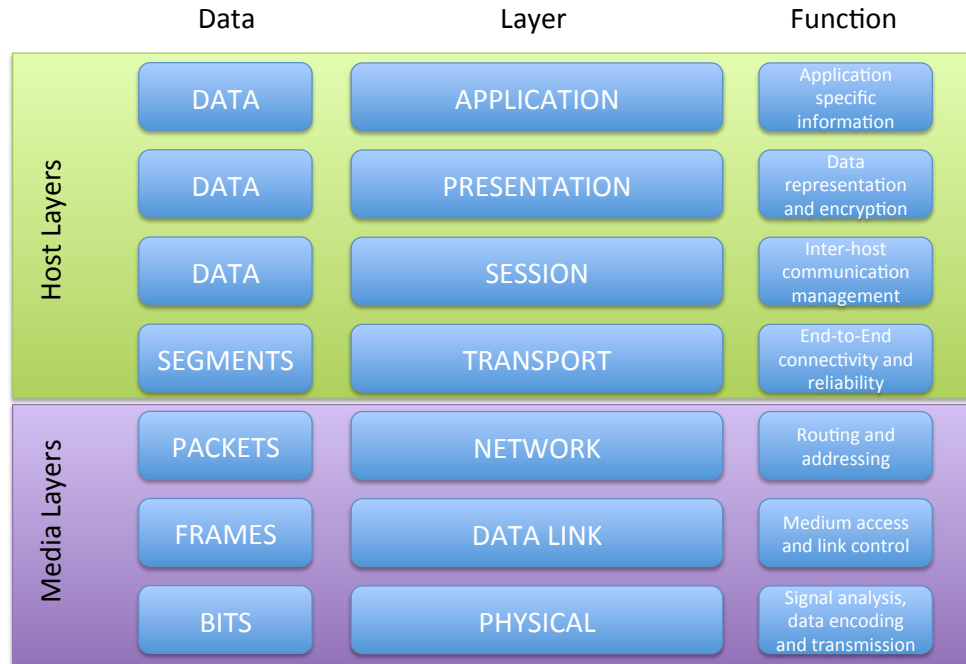 Data Layer Function
Host Layers
DATA APPLICATION Application
specific
information
DATA PRESENTATION Data
representation
and encryption
DATA SESSION Inter-host
communication
management
SEGMENTS TRANSPORT End-to-End
connectivity and
reliability
Media Layers
PACKETS NETWORK Routing and
addressing
FRAMES DATA LINK Medium access
and link control
BITS PHYSICAL Signal analysis,
data encoding
and transmission